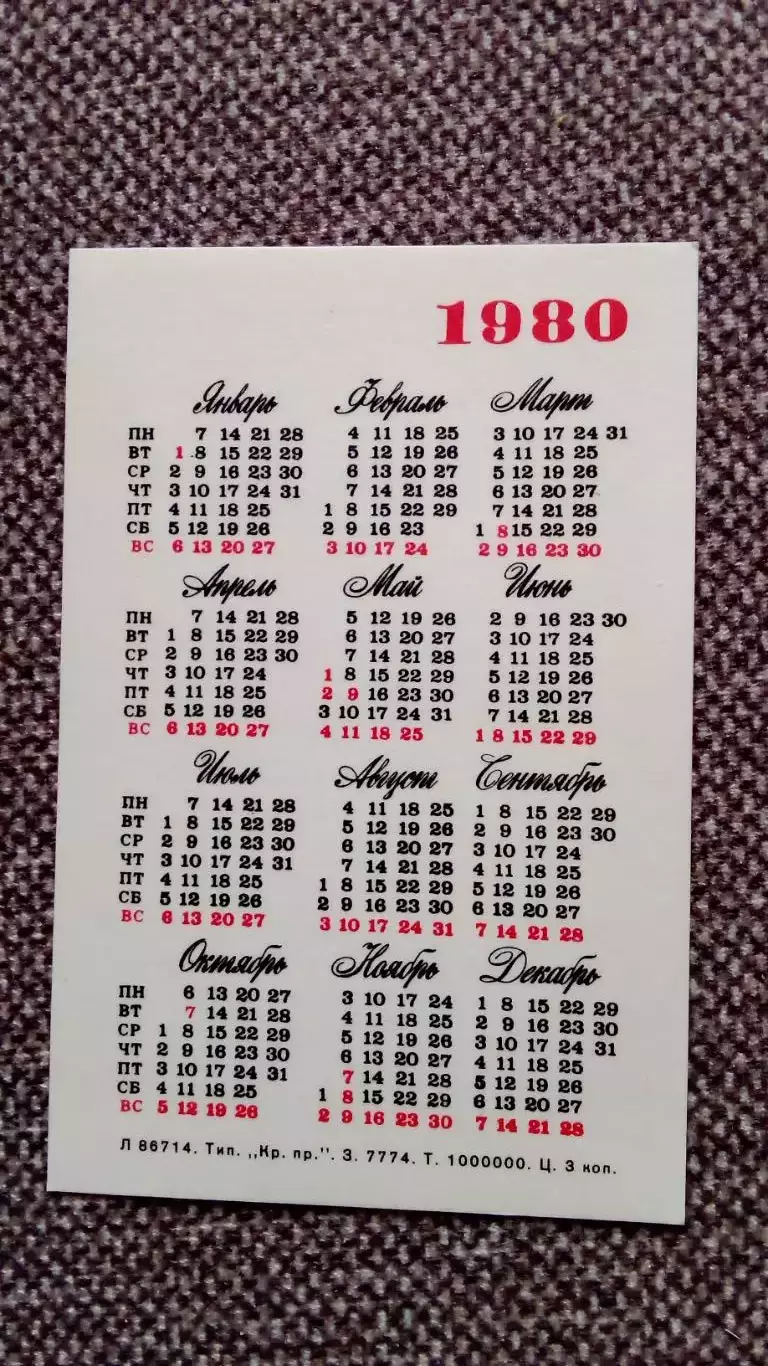 1980
Январь Февраль Март
ПН 7 14 21 28 4 11 18 25 3 10 17 24 31
ВТ 1 8 15 22 29 5 12 19 26 4 11 18 25
СР 2 9 16 23 30 6 13 20 27 5 12 19 26
ЧТ 3 10 17 24 31 7 14 21 28 6 13 20 27
ПТ 4 11 18 25 1 8 15 22 29 7 14 21 28
СБ 5 12 19 26 2 9 16 23 1 8 15 22 29
ВС 6 13 20 27 3 10 17 24 2 9 16 23 30
Апрель Май Июнь
ПН 7 14 21 28 5 12 19 26 2 9 16 23 30
ВТ 1 8 15 22 29 6 13 20 27 3 10 17 24
СР 2 9 16 23 30 7 14 21 28 4 11 18 25
ЧТ 3 10 17 24 1 8 15 22 29 5 12 19 26
ПТ 4 11 18 25 2 9 16 23 30 6 13 20 27
СБ 5 12 19 26 3 10 17 24 31 7 14 21 28
ВС 6 13 20 27 4 11 18 25 1 8 15 22 29
Июль Август Сентябрь
ПН 7 14 21 28 4 11 18 25 1 8 15 22 29
ВТ 1 8 15 22 29 5 12 19 26 2 9 16 23 30
СР 2 9 16 23 30 6 13 20 27 3 10 17 24
ЧТ 3 10 17 24 31 7 14 21 28 4 11 18 25
ПТ 4 11 18 25 1 8 15 22 29 5 12 19 26
СБ 5 12 19 26 2 9 16 23 30 6 13 20 27
ВС 6 13 20 27 3 10 17 24 31 7 14 21 28
Октябрь Ноябрь Декабрь
ПН 6 13 20 27 3 10 17 24 1 8 15 22 29
ВТ 7 14 21 28 4 11 18 25 2 9 16 23 30
СР 1 8 15 22 29 5 12 19 26 3 10 17 24 31
ЧТ 2 9 16 23 30 6 13 20 27 4 11 18 25
ПТ 3 10 17 24 31 7 14 21 28 5 12 19 26
СБ 4 11 18 25 1 8 15 22 29 6 13 20 27
ВС 5 12 19 26 2 9 16 23 30 7 14 21 28
Л 86714. Тип. „Кр. пр.". З. 7774. Т. 1000000. Ц. 3 коп.